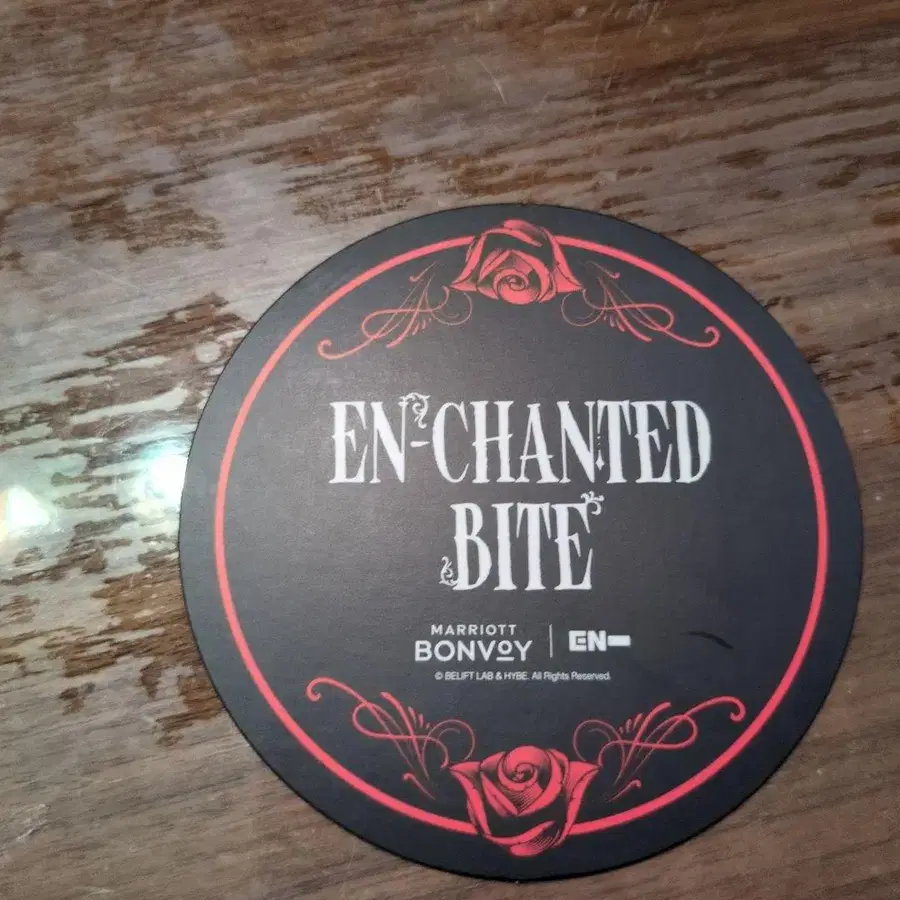 EN-CHANTED
BITE
MARRIOTT
BONVOY | EN-
© BELIFT LAB & HYBE. All Rights Reserved.